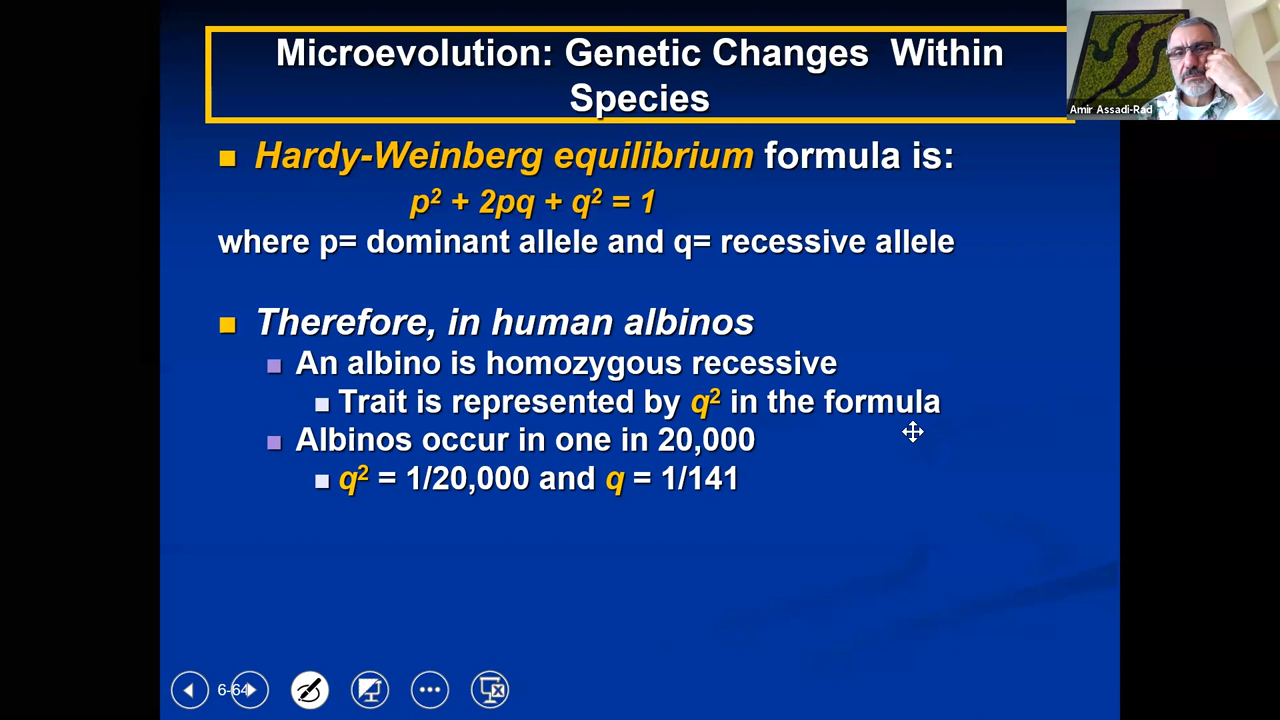 Microevolution: Genetic Changes Within
Species
Amir Assadi-Rad
Hardy-Weinberg equilibrium formula is:
p² + 2pq + q² = 1
where p= dominant allele and q= recessive allele
Therefore, in human albinos
An albino is homozygous recessive
Trait is represented by q² in the formula
Albinos occur in one in 20,000
q² = 1/20,000 and q = 1/141
6-64